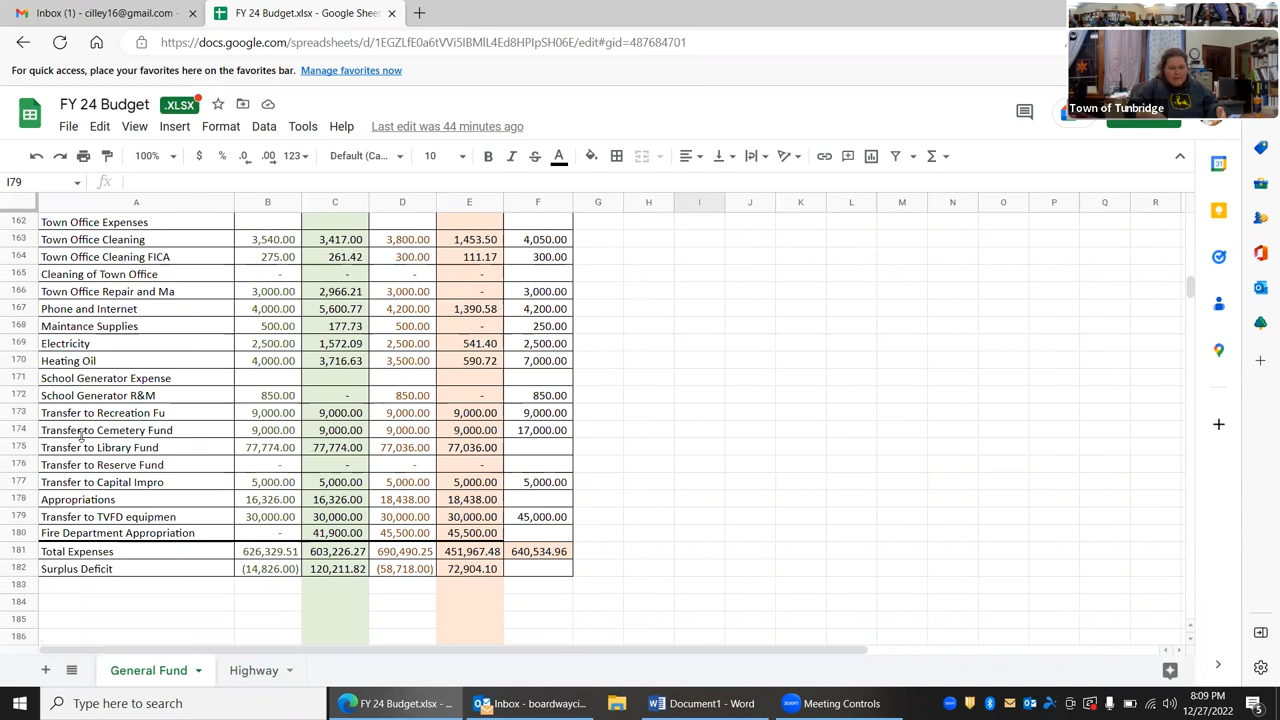 Inbox (1) - cilley16@gmail.com -
FY 24 Budget.xlsx - Google Shee
https://docs.google.com/spreadsheets/d/1EGZLfE0a6tVVi5IBMlL4Ed8HPIpSH06E/edit#gid=487684701
For quick access, place your favorites here on the favorites bar. Manage favorites now
Town of Tunbridge
FY 24 Budget .XLSX
File Edit View Insert Format Data Tools Help Last edit was 44 minutes ago
100% $ % .0 .00 123 Default (Ca... 10 B I S A
I79 fx
A B C D E F G H I J K L M N O P Q R
162 Town Office Expenses
163 Town Office Cleaning 3,540.00 3,417.00 3,800.00 1,453.50 4,050.00
164 Town Office Cleaning FICA 275.00 261.42 300.00 111.17 300.00
165 Cleaning of Town Office - - - -
166 Town Office Repair and Ma 3,000.00 2,966.21 3,000.00 - 3,000.00
167 Phone and Internet 4,000.00 5,600.77 4,200.00 1,390.58 4,200.00
168 Maintance Supplies 500.00 177.73 500.00 - 250.00
169 Electricity 2,500.00 1,572.09 2,500.00 541.40 2,500.00
170 Heating Oil 4,000.00 3,716.63 3,500.00 590.72 7,000.00
171 School Generator Expense
172 School Generator R&M 850.00 - 850.00 - 850.00
173 Transfer to Recreation Fu 9,000.00 9,000.00 9,000.00 9,000.00 9,000.00
174 Transfer to Cemetery Fund 9,000.00 9,000.00 9,000.00 9,000.00 17,000.00
175 Transfer to Library Fund 77,774.00 77,774.00 77,036.00 77,036.00
176 Transfer to Reserve Fund - - - -
177 Transfer to Capital Impro 5,000.00 5,000.00 5,000.00 5,000.00 5,000.00
178 Appropriations 16,326.00 16,326.00 18,438.00 18,438.00
179 Transfer to TVFD equipmen 30,000.00 30,000.00 30,000.00 30,000.00 45,000.00
180 Fire Department Appropriation - 41,900.00 45,500.00 45,500.00
181 Total Expenses 626,329.51 603,226.27 690,490.25 451,967.48 640,534.96
182 Surplus Deficit (14,826.00) 120,211.82 (58,718.00) 72,904.10
183
184
185
186
General Fund Highway
Type here to search
FY 24 Budget.xlsx - ...
Inbox - boardwayci...
Document1 - Word
Meeting Controls
8:09 PM
12/27/2022
5